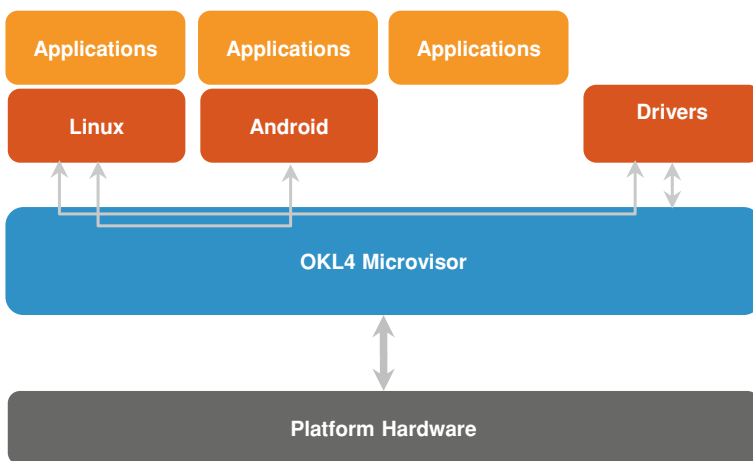 Applications
Applications
Applications
Linux
Android
Drivers
OKL4 Microvisor
Platform Hardware